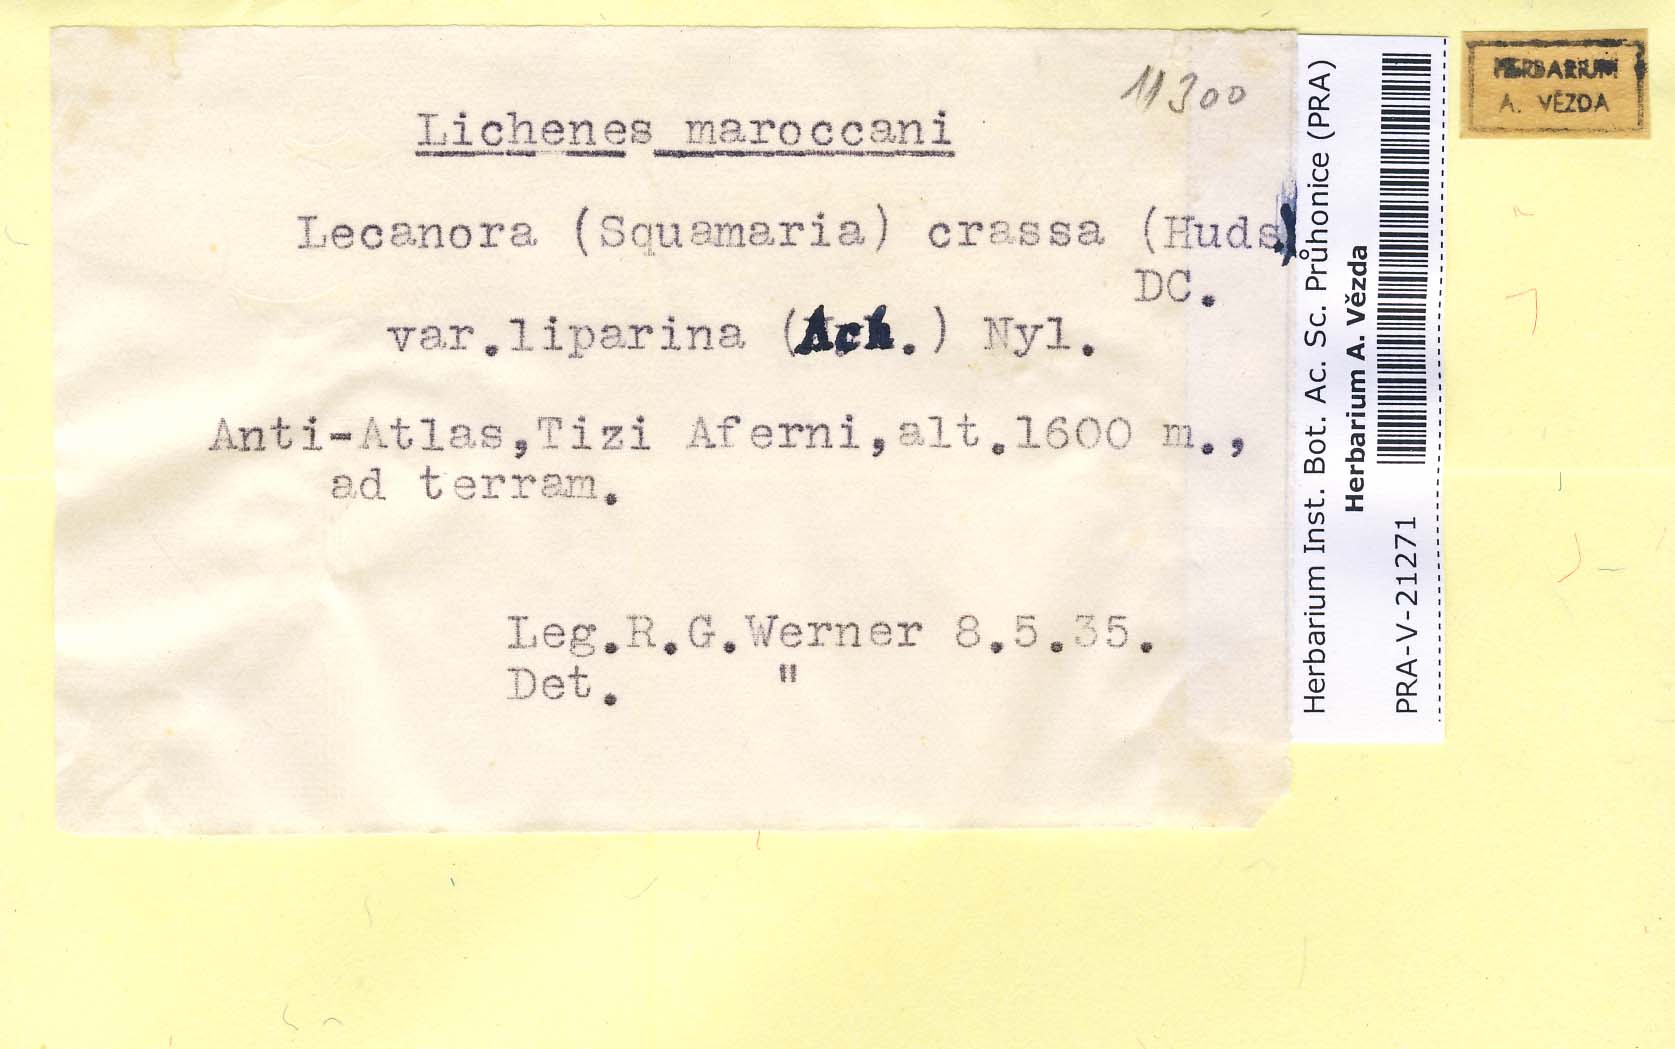 11300
Lichenes maroccani
Lecanora (Squamaria) crassa (Huds)
DC.
var.liparina (Ach.) Nyl.
Anti-Atlas,Tizi Aferni,alt.1600 m.,
ad terram.
Leg.R.G.Werner 8.5.35.
Det. "
Herbarium Inst. Bot. Ac. Sc. Průhonice (PRA)
Herbarium A. Vězda
PRA-V-21271
HERBARIUM
A. VĚZDA